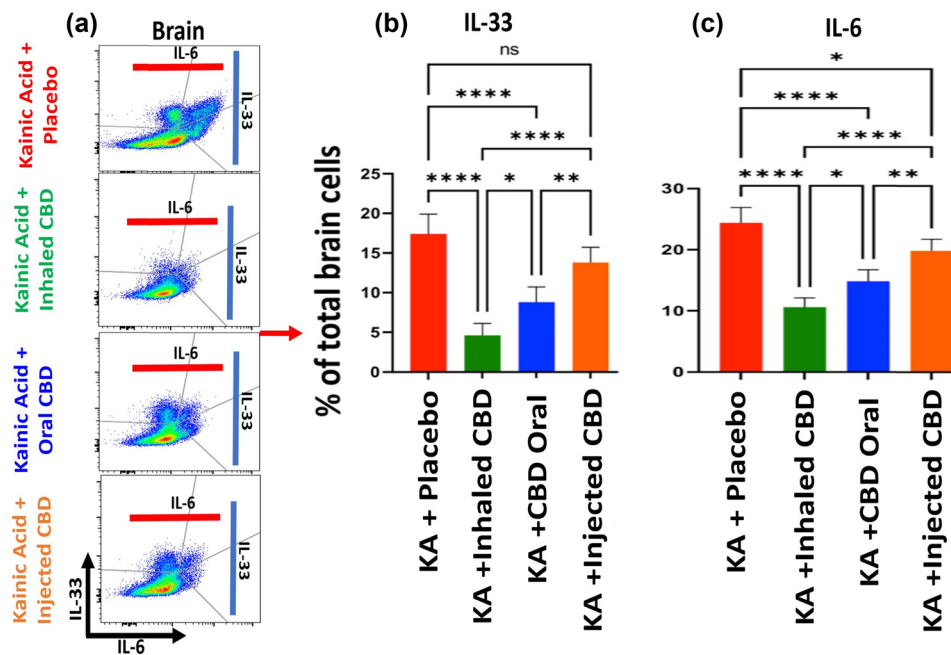 (a)
Brain
Kainic Acid +
Placebo
IL-6
IL-33
Kainic Acid +
Inhaled CBD
IL-6
IL-33
Kainic Acid +
Oral CBD
IL-6
IL-33
Kainic Acid +
Injected CBD
IL-6
IL-33
IL-33
IL-6
(b)
IL-33
ns
****
****
**** * **
% of total brain cells
25
20
15
10
5
0
KA + Placebo
KA +Inhaled CBD
KA +CBD Oral
KA +Injected CBD
(c)
IL-6
*
****
****
**** * **
30
20
10
0
KA + Placebo
KA +Inhaled CBD
KA +CBD Oral
KA +Injected CBD